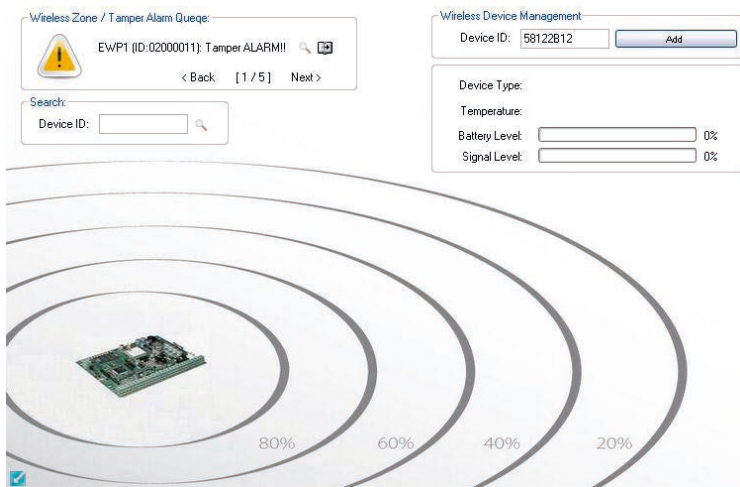 Wireless Zone / Tamper Alarm Queqe:
EWP1 (ID:02000011): Tamper ALARM!!
< Back [ 1 / 5 ] Next >
Search:
Device ID:
Wireless Device Management
Device ID: 58122B12 Add
Device Type:
Temperature:
Battery Level: 0%
Signal Level: 0%
80% 60% 40% 20%